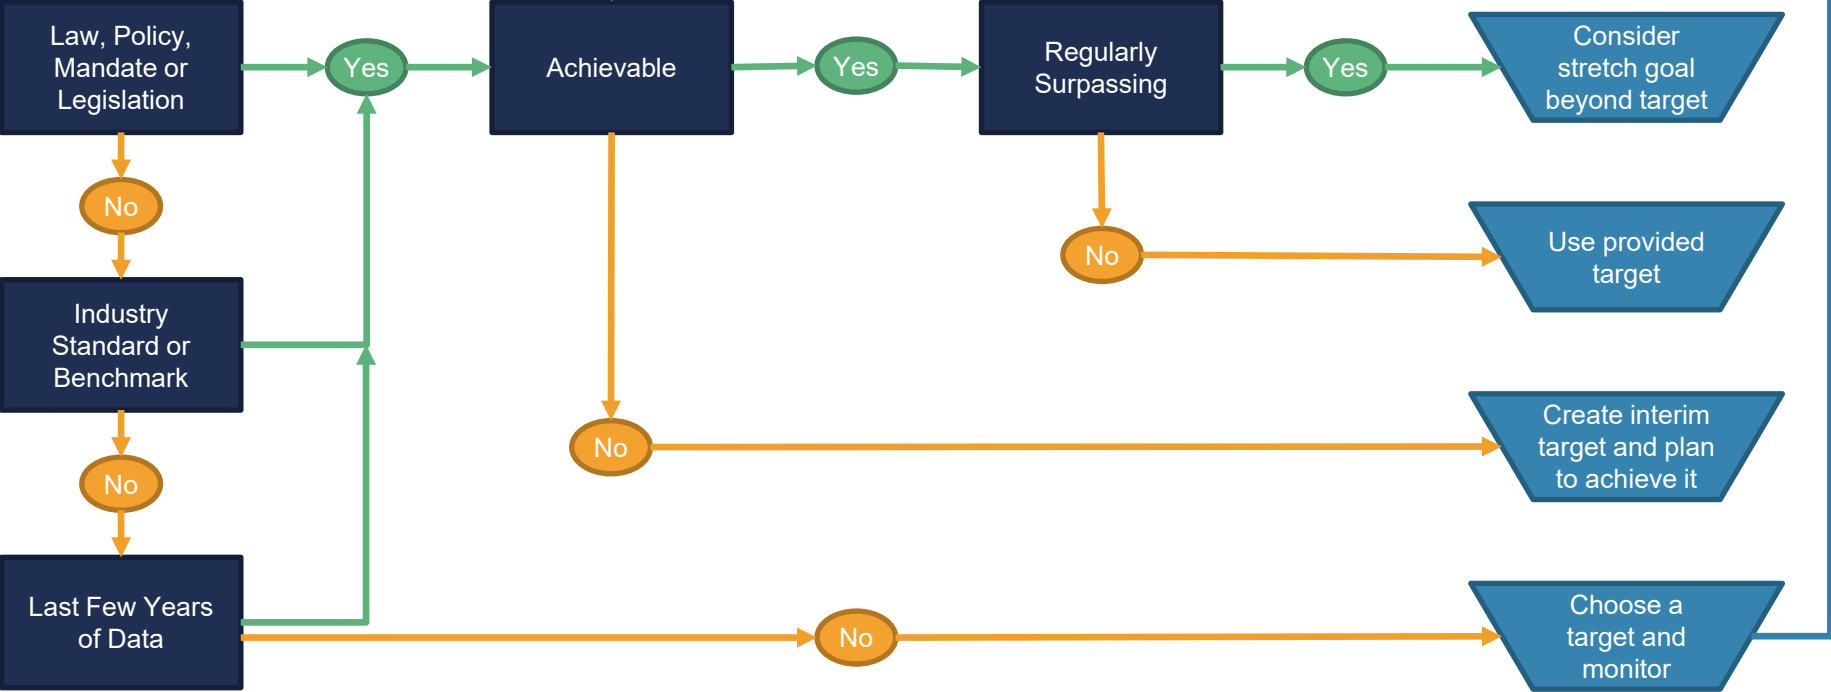 Law, Policy,
Mandate or
Legislation
Yes
Achievable
Yes
Regularly
Surpassing
Yes
Consider
stretch goal
beyond target
No
No
Use provided
target
Industry
Standard or
Benchmark
No
Create interim
target and plan
to achieve it
No
Last Few Years
of Data
No
Choose a
target and
monitor